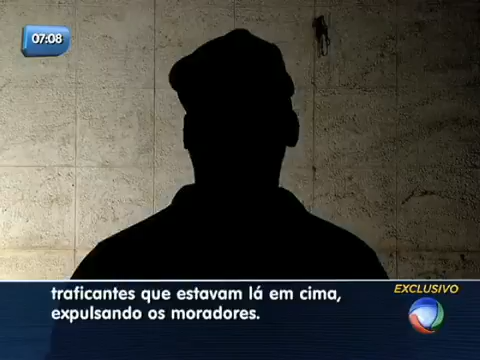 07:08
EXCLUSIVO
traficantes que estavam lá em cima,
expulsando os moradores.